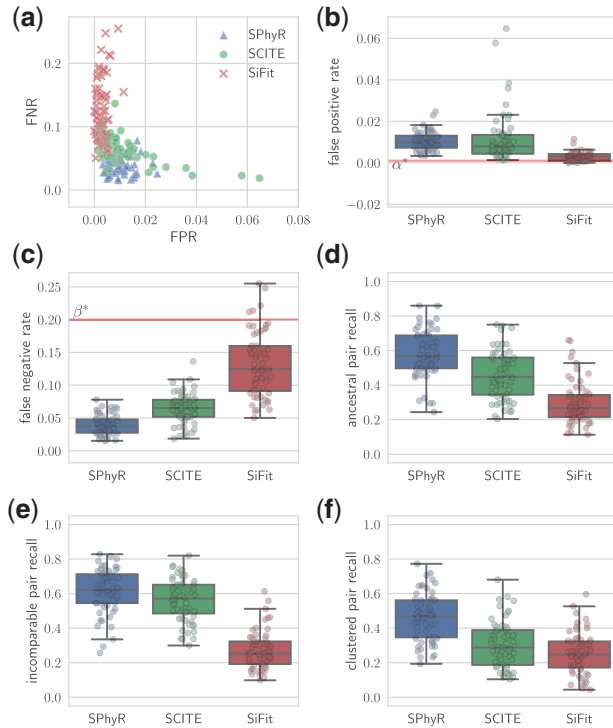 (a)
SPhyR
SCITE
SiFit
FNR
0.2
0.1
0.0
0.00 0.02 0.04 0.06 0.08
FPR
(b)
false positive rate
0.06
0.04
0.02
0.00
−0.02
α*
SPhyR SCITE SiFit
(c)
false negative rate
0.25
0.20
0.15
0.10
0.05
0.00
β*
SPhyR SCITE SiFit
(d)
ancestral pair recall
1.0
0.8
0.6
0.4
0.2
0.0
SPhyR SCITE SiFit
(e)
incomparable pair recall
1.0
0.8
0.6
0.4
0.2
0.0
SPhyR SCITE SiFit
(f)
clustered pair recall
1.0
0.8
0.6
0.4
0.2
0.0
SPhyR SCITE SiFit